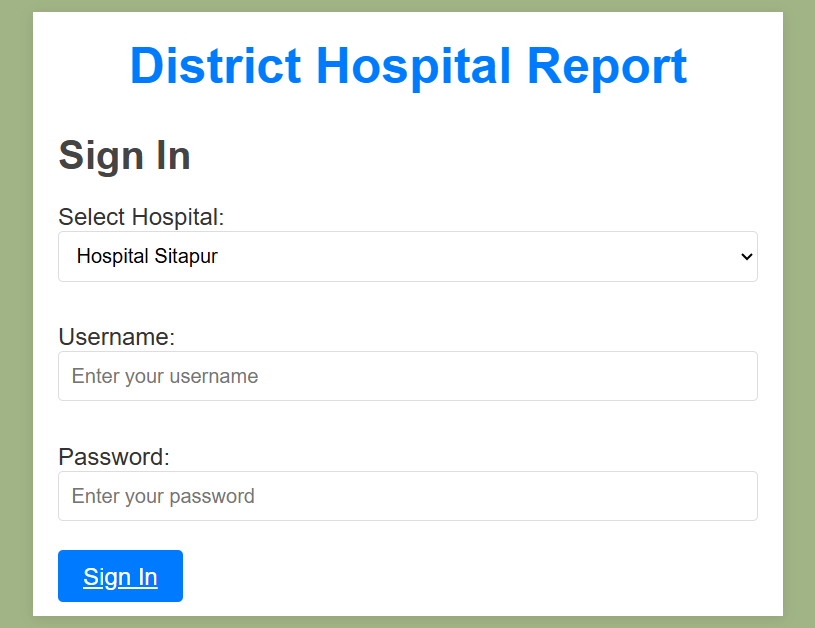 District Hospital Report
Sign In
Select Hospital:
Hospital Sitapur
Username:
Enter your username
Password:
Enter your password
Sign In